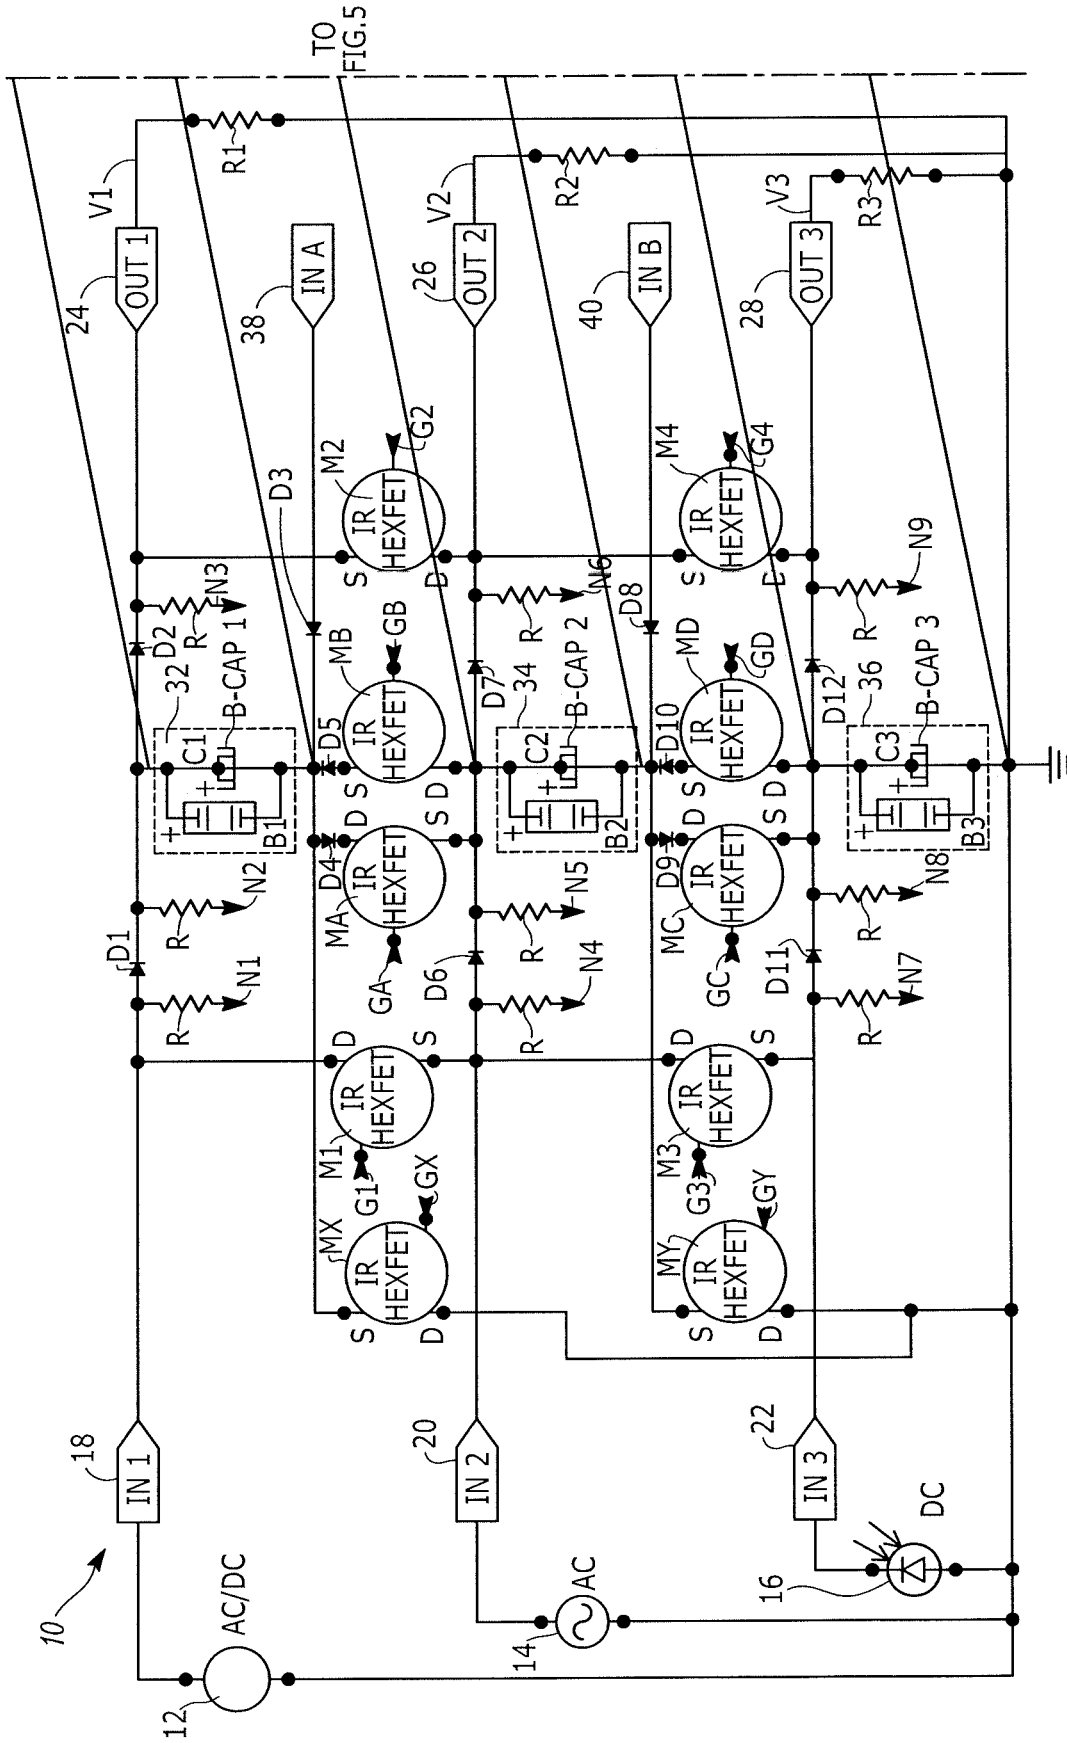 10
12
AC/DC
18
IN 1
D1
R
N1
R
N2
D2
R
N3
32
C1
B-CAP 1
+
+
B1
24
OUT 1
V1
R1
TO
FIG.5
38
IN A
D3
MX
IR
HEXFET
S
D
GX
M1
IR
HEXFET
D
S
G1
MA
IR
HEXFET
D4
D
S
GA
MB
IR
HEXFET
D5
S
D
GB
M2
IR
HEXFET
S
D
G2
14
AC
20
IN 2
D6
R
N4
R
N5
D7
R
N6
34
C2
B-CAP 2
+
+
B2
26
OUT 2
V2
R2
40
IN B
D8
MY
IR
HEXFET
S
D
GY
M3
IR
HEXFET
D
S
G3
MC
IR
HEXFET
D9
D
S
GC
MD
IR
HEXFET
D10
S
D
GD
M4
IR
HEXFET
S
D
G4
16
DC
22
IN 3
D11
R
N7
R
N8
D12
R
N9
36
C3
B-CAP 3
+
+
B3
28
OUT 3
V3
R3